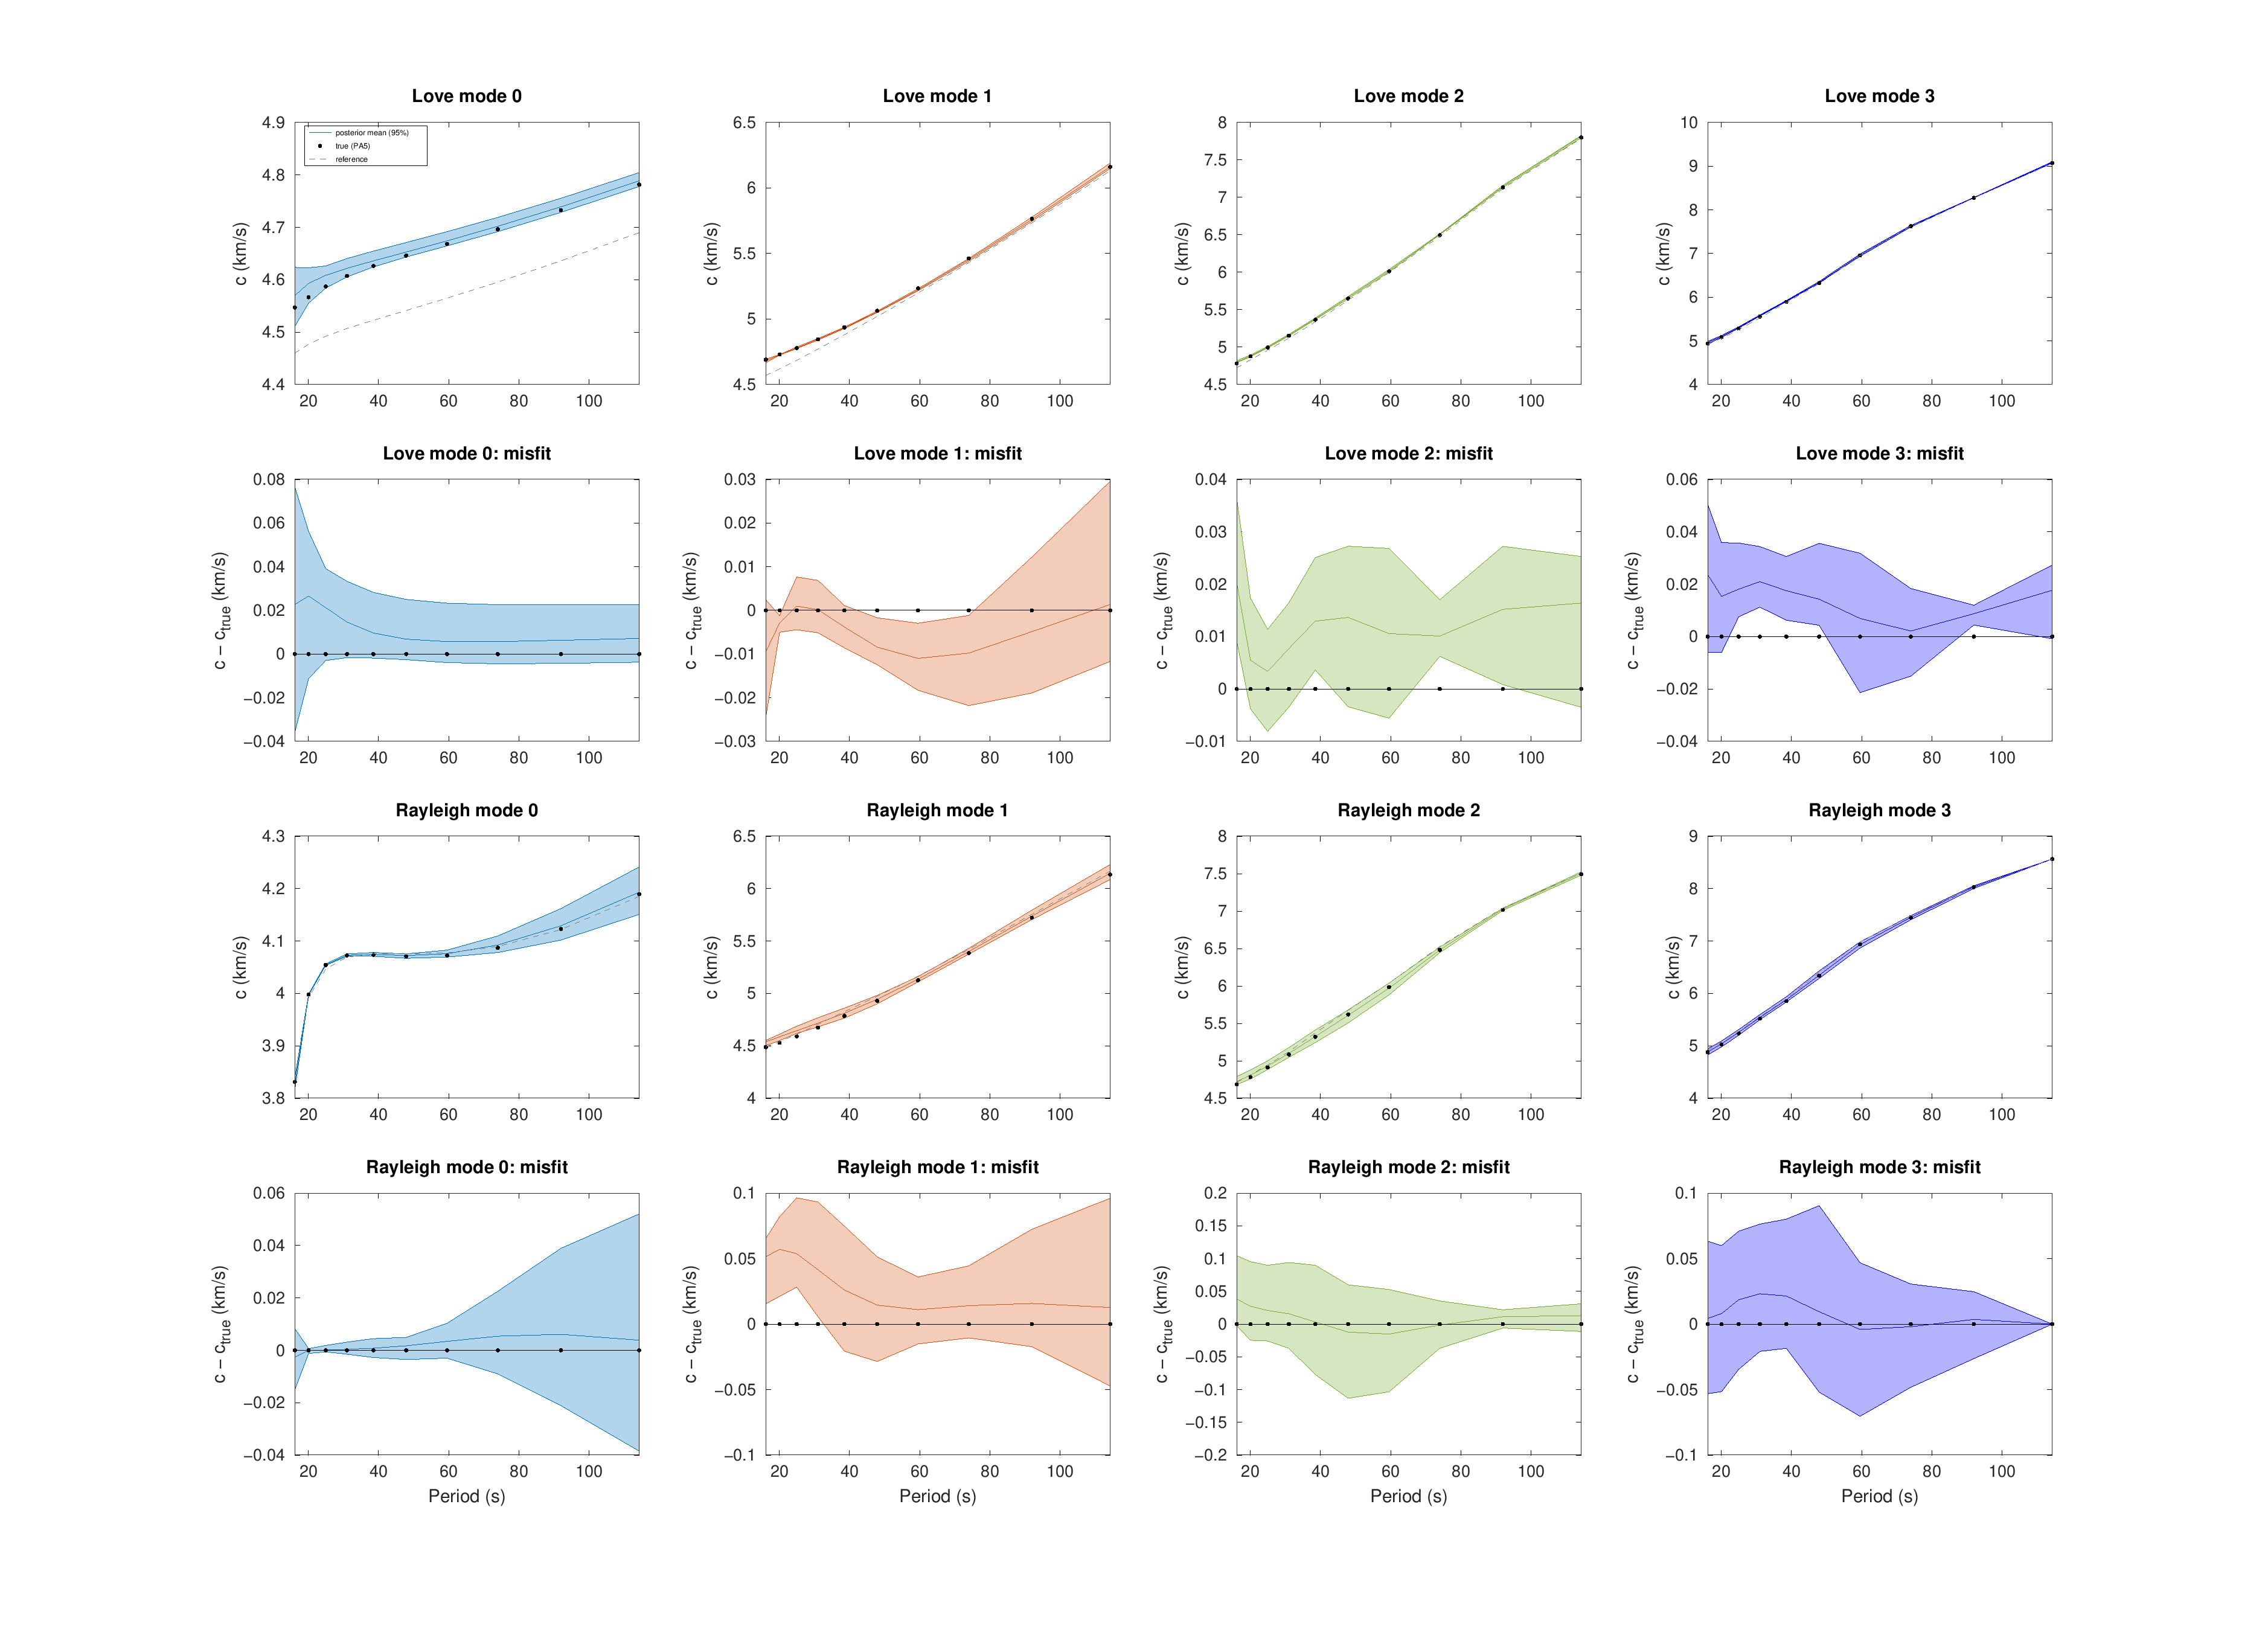 Love mode 0
Love mode 1
Love mode 2
Love mode 3
4.9
4.8
4.7
4.6
4.5
4.4
c (km/s)
posterior mean (95%)
true (PA5)
reference
20 40 60 80 100
6.5
6
5.5
5
4.5
c (km/s)
20 40 60 80 100
8
7.5
7
6.5
6
5.5
5
4.5
c (km/s)
20 40 60 80 100
10
9
8
7
6
5
4
c (km/s)
20 40 60 80 100
Love mode 0: misfit
Love mode 1: misfit
Love mode 2: misfit
Love mode 3: misfit
0.08
0.06
0.04
0.02
0
−0.02
−0.04
c − c_true (km/s)
20 40 60 80 100
0.03
0.02
0.01
0
−0.01
−0.02
−0.03
c − c_true (km/s)
20 40 60 80 100
0.04
0.03
0.02
0.01
0
−0.01
c − c_true (km/s)
20 40 60 80 100
0.06
0.04
0.02
0
−0.02
−0.04
c − c_true (km/s)
20 40 60 80 100
Rayleigh mode 0
Rayleigh mode 1
Rayleigh mode 2
Rayleigh mode 3
4.3
4.2
4.1
4
3.9
3.8
c (km/s)
20 40 60 80 100
6.5
6
5.5
5
4.5
4
c (km/s)
20 40 60 80 100
8
7.5
7
6.5
6
5.5
5
4.5
c (km/s)
20 40 60 80 100
9
8
7
6
5
4
c (km/s)
20 40 60 80 100
Rayleigh mode 0: misfit
Rayleigh mode 1: misfit
Rayleigh mode 2: misfit
Rayleigh mode 3: misfit
0.06
0.04
0.02
0
−0.02
−0.04
c − c_true (km/s)
20 40 60 80 100
Period (s)
0.1
0.05
0
−0.05
−0.1
c − c_true (km/s)
20 40 60 80 100
Period (s)
0.2
0.15
0.1
0.05
0
−0.05
−0.1
−0.15
−0.2
c − c_true (km/s)
20 40 60 80 100
Period (s)
0.1
0.05
0
−0.05
−0.1
c − c_true (km/s)
20 40 60 80 100
Period (s)